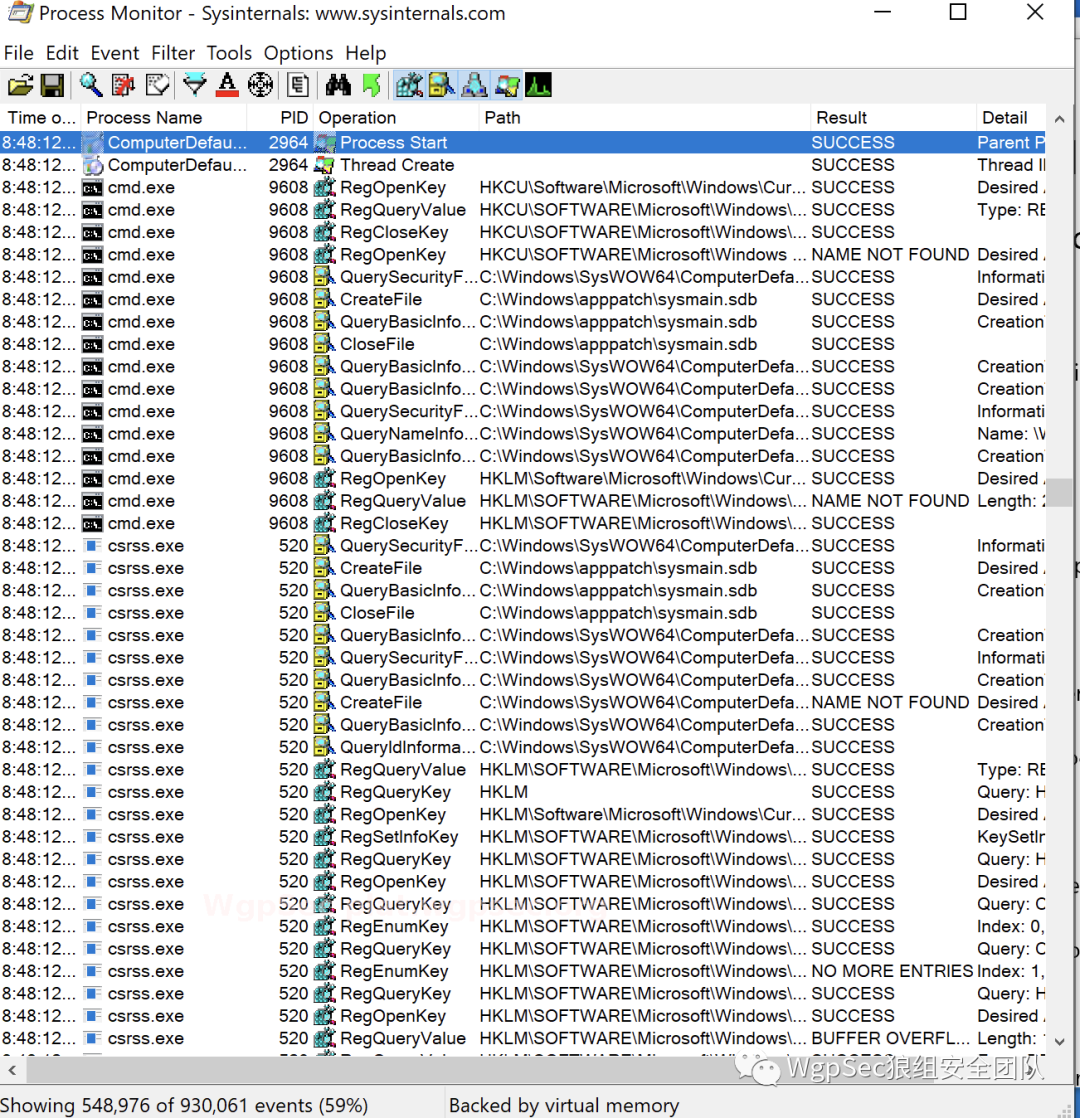 Process Monitor - Sysinternals: www.sysinternals.com
File Edit Event Filter Tools Options Help
Time o... Process Name PID Operation Path Result Detail
8:48:12... ComputerDefau... 2964 Process Start SUCCESS Parent P
8:48:12... ComputerDefau... 2964 Thread Create SUCCESS Thread I
8:48:12... cmd.exe 9608 RegOpenKey HKCU\Software\Microsoft\Windows\Cur... SUCCESS Desired
8:48:12... cmd.exe 9608 RegQueryValue HKCU\SOFTWARE\Microsoft\Windows\... SUCCESS Type: RE
8:48:12... cmd.exe 9608 RegCloseKey HKCU\SOFTWARE\Microsoft\Windows\... SUCCESS
8:48:12... cmd.exe 9608 RegOpenKey HKCU\SOFTWARE\Microsoft\Windows ... NAME NOT FOUND Desired
8:48:12... cmd.exe 9608 QuerySecurityF... C:\Windows\SysWOW64\ComputerDefa... SUCCESS Informati
8:48:12... cmd.exe 9608 CreateFile C:\Windows\apppatch\sysmain.sdb SUCCESS Desired
8:48:12... cmd.exe 9608 QueryBasicInfo... C:\Windows\apppatch\sysmain.sdb SUCCESS Creation
8:48:12... cmd.exe 9608 CloseFile C:\Windows\apppatch\sysmain.sdb SUCCESS
8:48:12... cmd.exe 9608 QueryBasicInfo... C:\Windows\SysWOW64\ComputerDefa... SUCCESS Creation
8:48:12... cmd.exe 9608 QueryBasicInfo... C:\Windows\SysWOW64\ComputerDefa... SUCCESS Creation
8:48:12... cmd.exe 9608 QuerySecurityF... C:\Windows\SysWOW64\ComputerDefa... SUCCESS Informati
8:48:12... cmd.exe 9608 QueryNameInfo... C:\Windows\SysWOW64\ComputerDefa... SUCCESS Name: \W
8:48:12... cmd.exe 9608 QueryBasicInfo... C:\Windows\SysWOW64\ComputerDefa... SUCCESS Creation
8:48:12... cmd.exe 9608 RegOpenKey HKLM\Software\Microsoft\Windows\Cur... SUCCESS Desired
8:48:12... cmd.exe 9608 RegQueryValue HKLM\SOFTWARE\Microsoft\Windows\... NAME NOT FOUND Length: 2
8:48:12... cmd.exe 9608 RegCloseKey HKLM\SOFTWARE\Microsoft\Windows\... SUCCESS
8:48:12... csrss.exe 520 QuerySecurityF... C:\Windows\SysWOW64\ComputerDefa... SUCCESS Informati
8:48:12... csrss.exe 520 CreateFile C:\Windows\apppatch\sysmain.sdb SUCCESS Desired
8:48:12... csrss.exe 520 QueryBasicInfo... C:\Windows\apppatch\sysmain.sdb SUCCESS Creation
8:48:12... csrss.exe 520 CloseFile C:\Windows\apppatch\sysmain.sdb SUCCESS
8:48:12... csrss.exe 520 QueryBasicInfo... C:\Windows\SysWOW64\ComputerDefa... SUCCESS Creation
8:48:12... csrss.exe 520 QuerySecurityF... C:\Windows\SysWOW64\ComputerDefa... SUCCESS Informati
8:48:12... csrss.exe 520 QueryBasicInfo... C:\Windows\SysWOW64\ComputerDefa... SUCCESS Creation
8:48:12... csrss.exe 520 CreateFile C:\Windows\SysWOW64\ComputerDefa... NAME NOT FOUND Desired
8:48:12... csrss.exe 520 QueryBasicInfo... C:\Windows\SysWOW64\ComputerDefa... SUCCESS Creation
8:48:12... csrss.exe 520 QueryIdInforma... C:\Windows\SysWOW64\ComputerDefa... SUCCESS
8:48:12... csrss.exe 520 RegQueryValue HKLM\SOFTWARE\Microsoft\Windows\... SUCCESS Type: RE
8:48:12... csrss.exe 520 RegQueryKey HKLM SUCCESS Query: H
8:48:12... csrss.exe 520 RegOpenKey HKLM\Software\Microsoft\Windows\Cur... SUCCESS Desired
8:48:12... csrss.exe 520 RegSetInfoKey HKLM\SOFTWARE\Microsoft\Windows\... SUCCESS KeySetIn
8:48:12... csrss.exe 520 RegQueryKey HKLM\SOFTWARE\Microsoft\Windows\... SUCCESS Query: H
8:48:12... csrss.exe 520 RegOpenKey HKLM\SOFTWARE\Microsoft\Windows\... SUCCESS Desired
8:48:12... csrss.exe 520 RegQueryKey HKLM\SOFTWARE\Microsoft\Windows\... SUCCESS Query: C
8:48:12... csrss.exe 520 RegEnumKey HKLM\SOFTWARE\Microsoft\Windows\... SUCCESS Index: 0,
8:48:12... csrss.exe 520 RegQueryKey HKLM\SOFTWARE\Microsoft\Windows\... SUCCESS Query: C
8:48:12... csrss.exe 520 RegEnumKey HKLM\SOFTWARE\Microsoft\Windows\... NO MORE ENTRIES Index: 1,
8:48:12... csrss.exe 520 RegQueryKey HKLM\SOFTWARE\Microsoft\Windows\... SUCCESS Query: H
8:48:12... csrss.exe 520 RegOpenKey HKLM\SOFTWARE\Microsoft\Windows\... SUCCESS Desired
8:48:12... csrss.exe 520 RegQueryValue HKLM\SOFTWARE\Microsoft\Windows\... BUFFER OVERFL... Length:
WgpSec狼组安全团队
Showing 548,976 of 930,061 events (59%) Backed by virtual memory